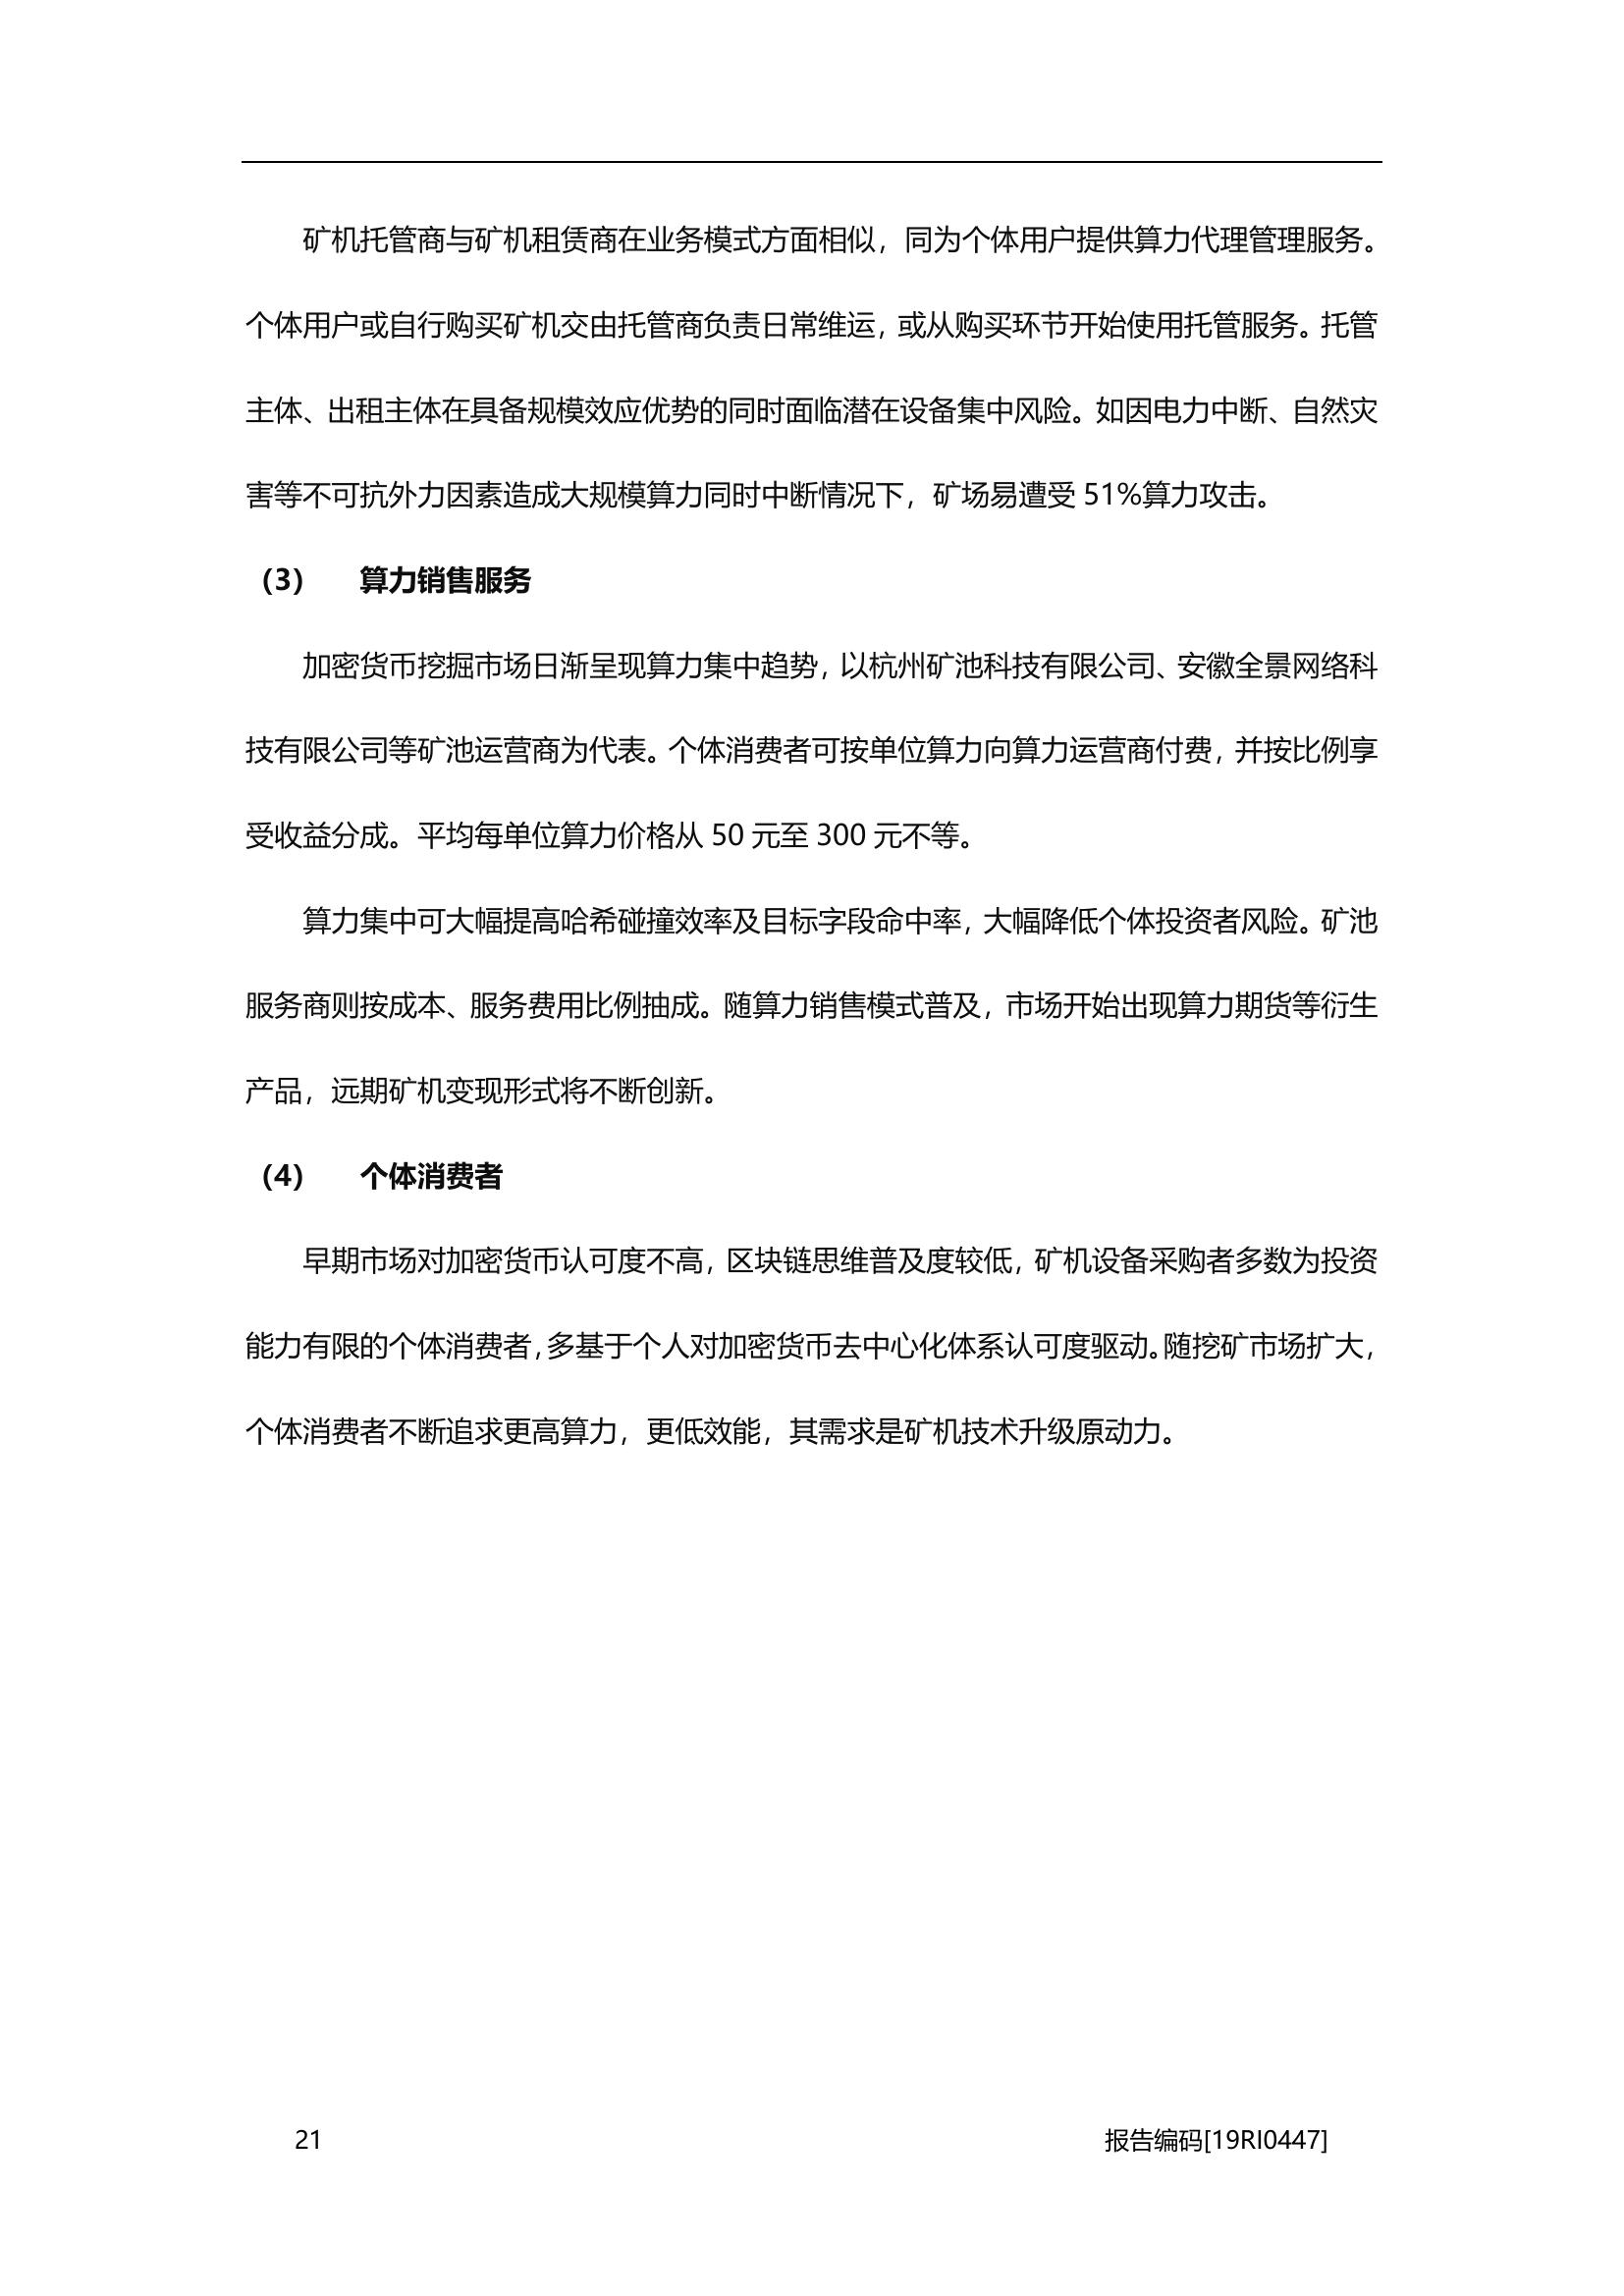 矿机托管商与矿机租赁商在业务模式方面相似，同为个体用户提供算力代理管理服务。
个体用户或自行购买矿机交由托管商负责日常维运，或从购买环节开始使用托管服务。托管
主体、出租主体在具备规模效应优势的同时面临潜在设备集中风险。如因电力中断、自然灾
害等不可抗外力因素造成大规模算力同时中断情况下，矿场易遭受 51%算力攻击。
（3） 算力销售服务
加密货币挖掘市场日渐呈现算力集中趋势，以杭州矿池科技有限公司、安徽全景网络科
技有限公司等矿池运营商为代表。个体消费者可按单位算力向算力运营商付费，并按比例享
受收益分成。平均每单位算力价格从 50 元至 300 元不等。
算力集中可大幅提高哈希碰撞效率及目标字段命中率，大幅降低个体投资者风险。矿池
服务商则按成本、服务费用比例抽成。随算力销售模式普及，市场开始出现算力期货等衍生
产品，远期矿机变现形式将不断创新。
（4） 个体消费者
早期市场对加密货币认可度不高，区块链思维普及度较低，矿机设备采购者多数为投资
能力有限的个体消费者，多基于个人对加密货币去中心化体系认可度驱动。随挖矿市场扩大，
个体消费者不断追求更高算力，更低效能，其需求是矿机技术升级原动力。
21 报告编码[19RI0447]